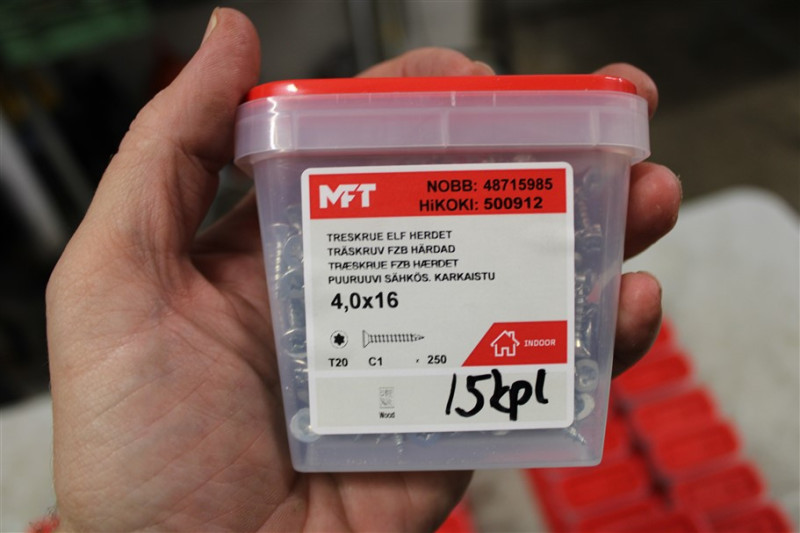 MFT
NOBB: 48715985
HiKOKI: 500912
TRESKRUE ELF HERDET
TRÄSKRUV FZB HÄRDAD
TRÆSKRUE FZB HÆRDET
PUURUUVI SÄHKÖS. KARKAISTU
4,0x16
T20 C1 250
INDOOR
Wood
15kpl